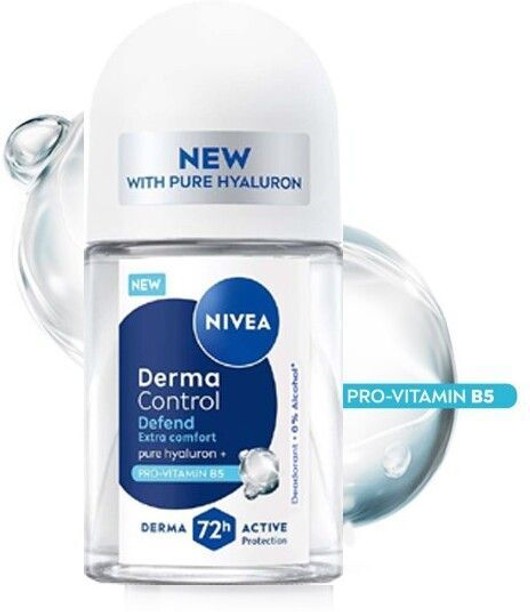 NEW
WITH PURE HYALURON
NEW
NIVEA
Derma
Control
Defend
Extra comfort
pure hyaluron +
PRO-VITAMIN B5
Deodorant • 0% Alcohol*
DERMA 72h ACTIVE
Protection
PRO-VITAMIN B5